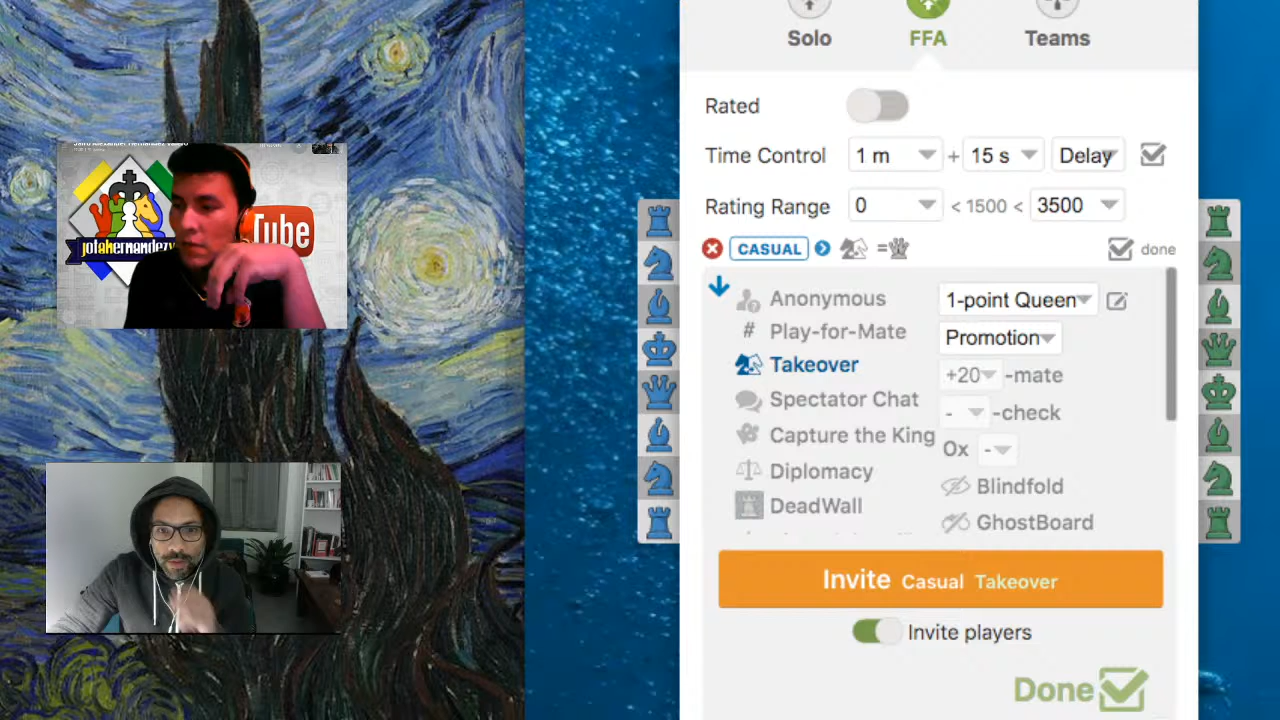 Solo FFA Teams
Rated
Time Control 1 m + 15 s Delay
Rating Range 0 < 1500 < 3500
CASUAL = done
Anonymous 1-point Queen
# Play-for-Mate Promotion
Takeover +20 -mate
Spectator Chat - -check
Capture the King 0x -
Diplomacy Blindfold
DeadWall GhostBoard
Invite Casual Takeover
Invite players
Done
jotahernandezv
Tube